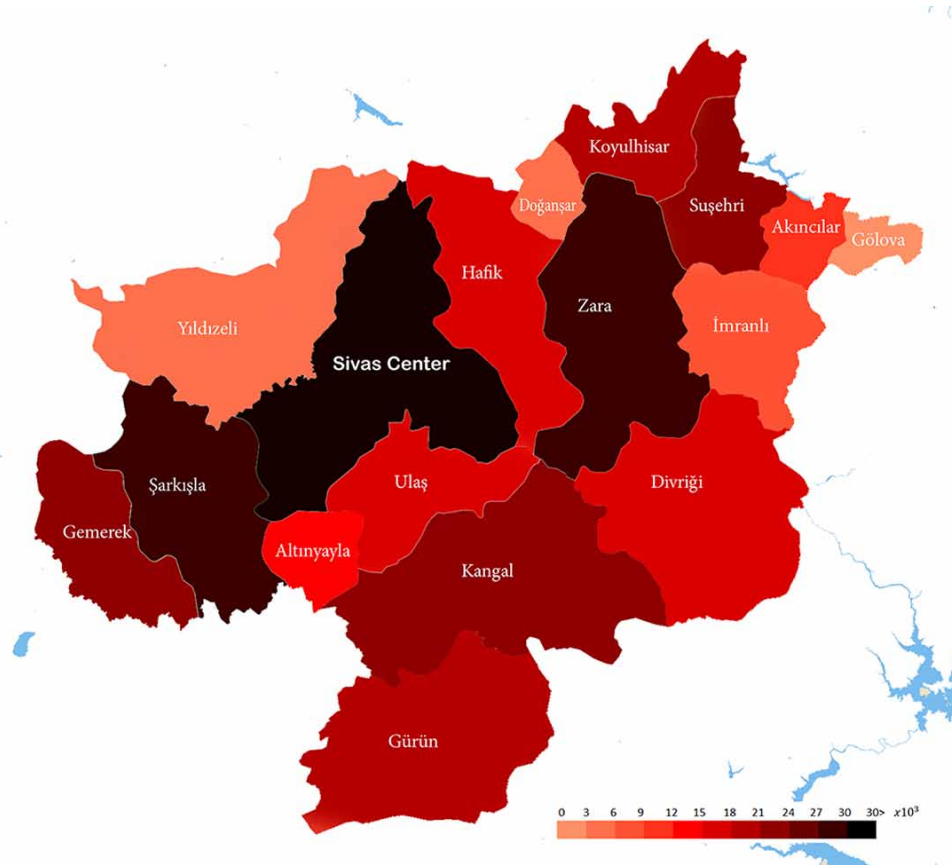 Koyulhisar
Doğanşar
Suşehri
Akıncılar
Gölova
Hafik
Zara
İmranlı
Yıldızeli
Sivas Center
Şarkışla
Ulaş
Divriği
Gemerek
Altınyayla
Kangal
Gürün
0 3 6 9 12 15 18 21 24 27 30 30> x10³